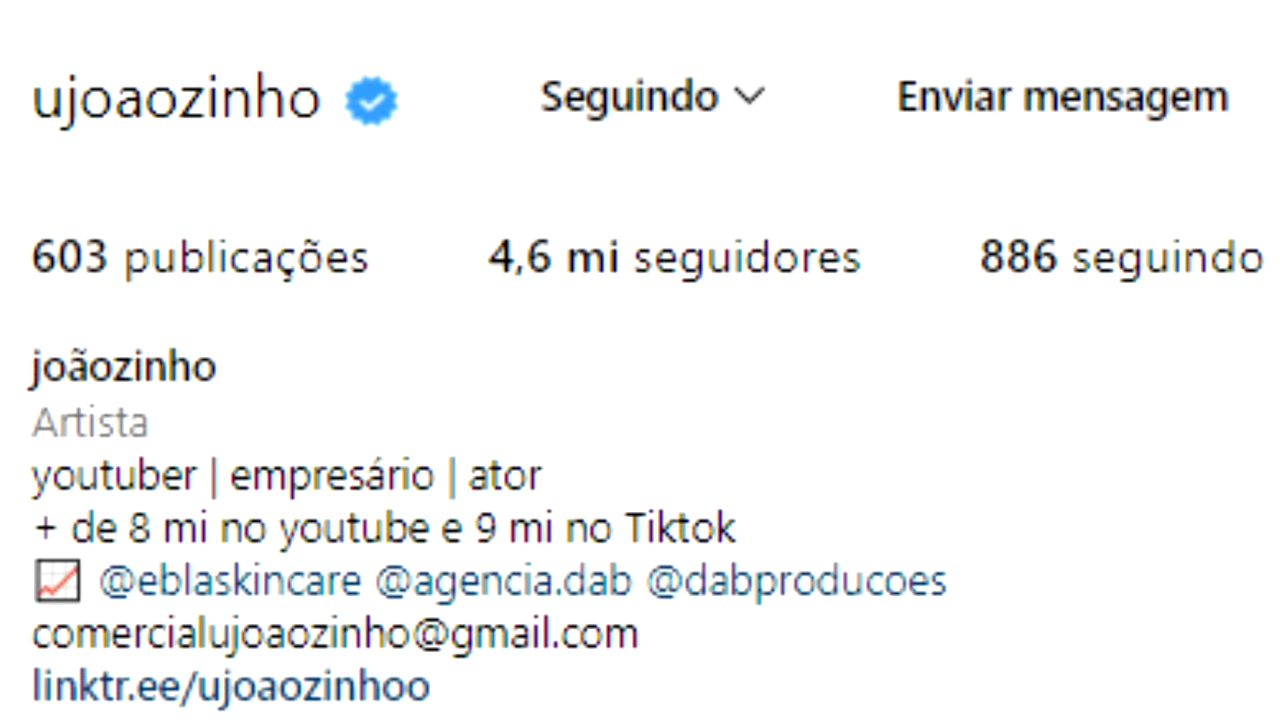 ujoaozinho Seguindo Enviar mensagem
603 publicações 4,6 mi seguidores 886 seguindo
joãozinho
Artista
youtuber | empresário | ator
+ de 8 mi no youtube e 9 mi no Tiktok
📈 @eblaskincare @agencia.dab @dabproducoes
comercialujoaozinho@gmail.com
linktr.ee/ujoaozinhoo